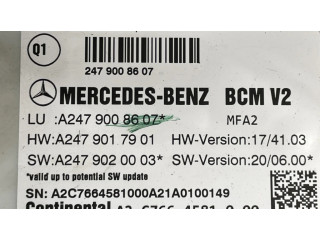 Q1
247 900 86 07
MERCEDES-BENZ BCM V2
LU :A247 900 86 07* MFA2
HW:A247 901 79 01 HW-Version:17/41.03
SW:A247 902 00 03* SW-Version:20/06.00*
*valid up to potential SW update
SN: A2C7664581000A21A0100149
Continental